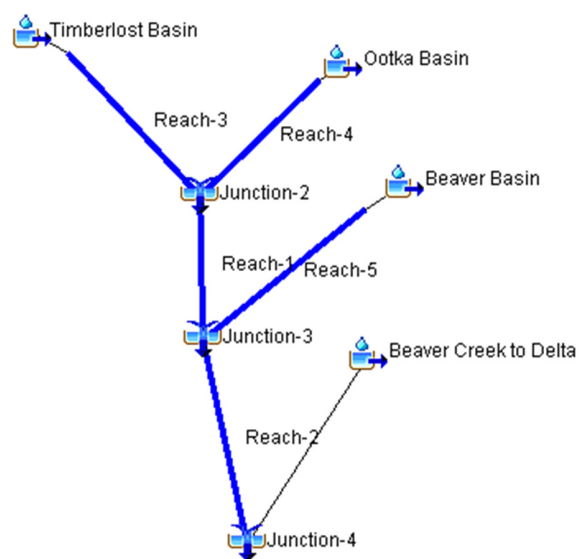 Timberlost Basin
Ootka Basin
Reach-3
Reach-4
Beaver Basin
Junction-2
Reach-1
Reach-5
Junction-3
Beaver Creek to Delta
Reach-2
Junction-4